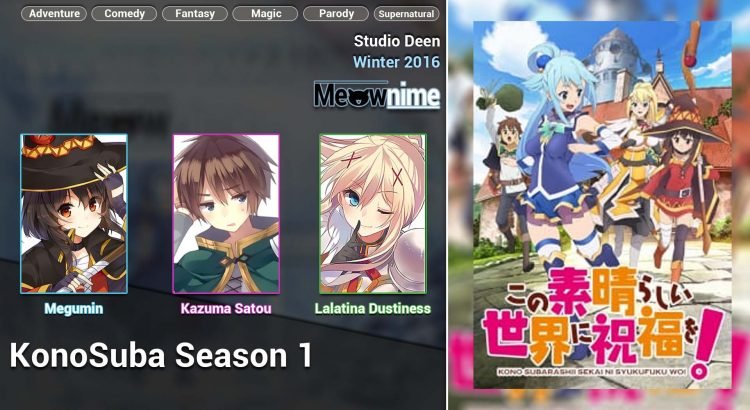 Adventure
Comedy
Fantasy
Magic
Parody
Supernatural
Studio Deen
Winter 2016
Meownime
Megumin
Kazuma Satou
Lalatina Dustiness
KonoSuba Season 1
この素晴らしい
世界に祝福を!
KONO SUBARASHII SEKAI NI SYUKUFUKU WO!